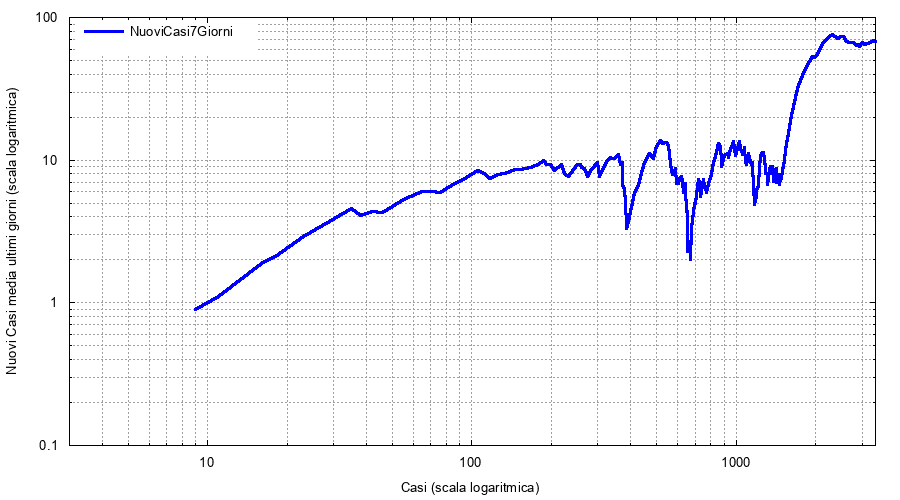 100
NuoviCasi7Giorni
10
1
0.1
Nuovi Casi media ultimi giorni (scala logaritmica)
10 100 1000
Casi (scala logaritmica)